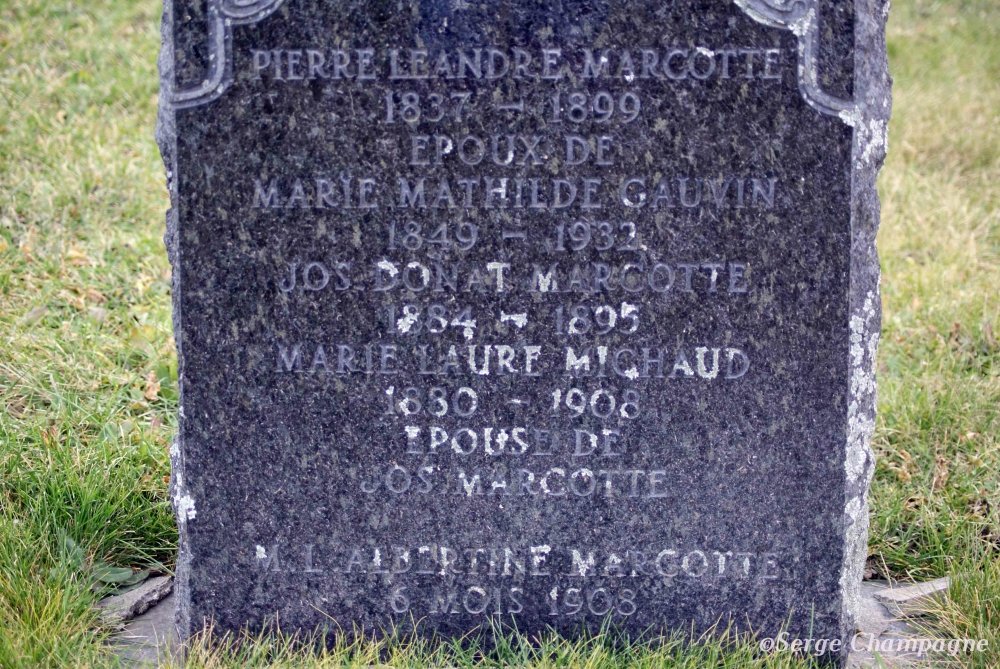 PIERRE LEANDRE MARCOTTE
1837 - 1899
EPOUX DE
MARIE MATHILDE GAUVIN
1849 - 1932
JOS. DONAT MARCOTTE
1884 - 1895
MARIE LAURE MICHAUD
1880 - 1908
EPOUSE DE
JOS. MARCOTTE
M. L. ALBERTINE MARCOTTE
6 MOIS 1908
©Serge Champagne